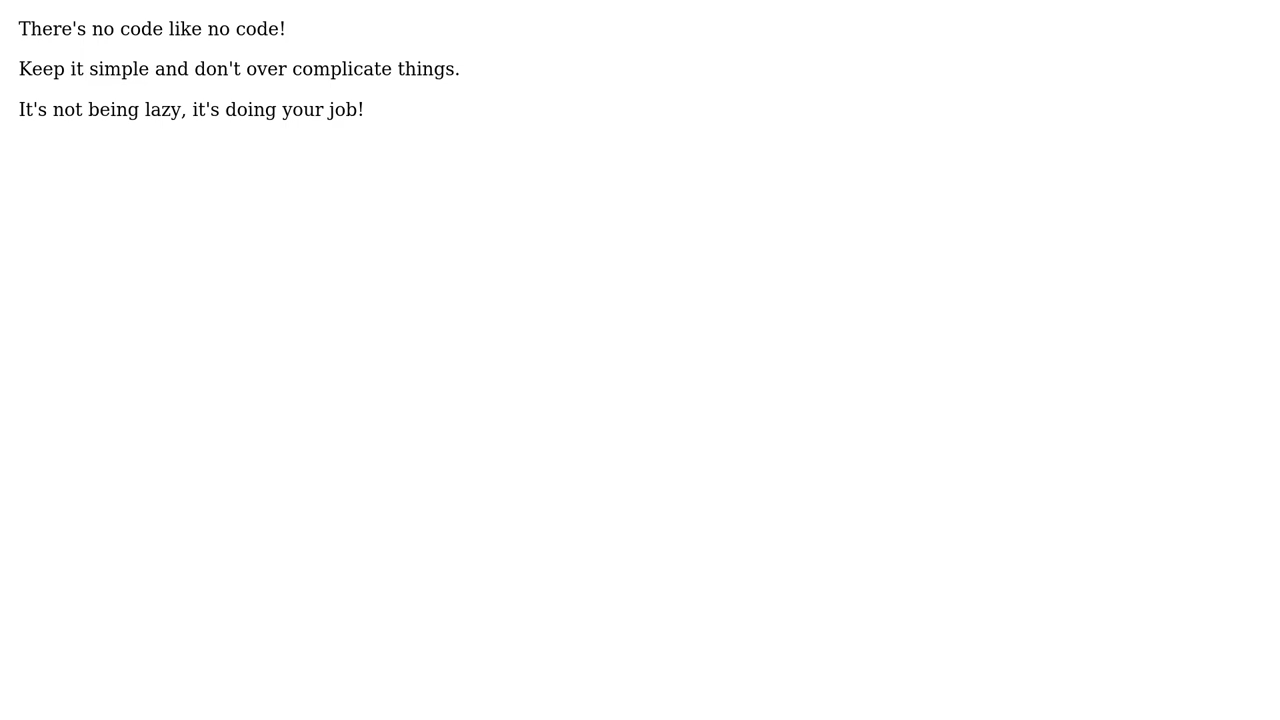 There's no code like no code!
Keep it simple and don't over complicate things.
It's not being lazy, it's doing your job!